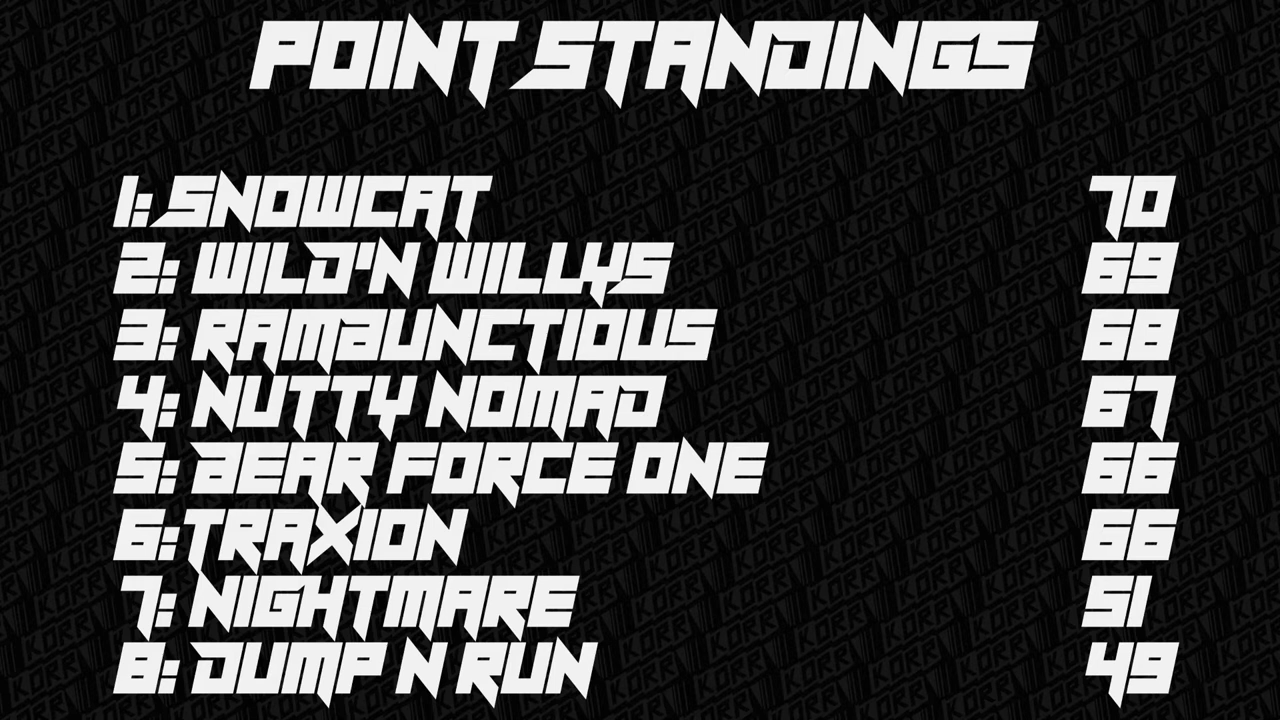 POINT STANDINGS
1: SNOWCAT 70
2: WILD'N WILLYS 69
3: RAMBUNCTIOUS 68
4: NUTTY NOMAD 67
5: BEAR FORCE ONE 66
6:TRAXION 66
7: NIGHTMARE 51
8: DUMP N RUN 49
KORR